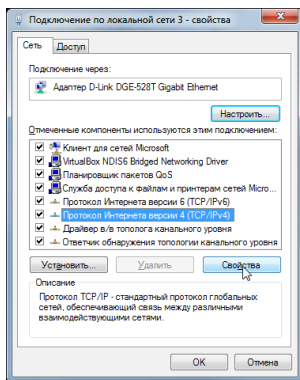 Подключение по локальной сети 3 - свойства
Сеть Доступ
Подключение через:
Адаптер D-Link DGE-528T Gigabit Ethernet
Настроить...
Отмеченные компоненты используются этим подключением:
Клиент для сетей Microsoft
VirtualBox NDIS6 Bridged Networking Driver
Планировщик пакетов QoS
Служба доступа к файлам и принтерам сетей Micro...
Протокол Интернета версии 6 (TCP/IPv6)
Протокол Интернета версии 4 (TCP/IPv4)
Драйвер в/в тополога канального уровня
Ответчик обнаружения топологии канального уровня
Установить... Удалить Свойства
Описание
Протокол TCP/IP - стандартный протокол глобальных
сетей, обеспечивающий связь между различными
взаимодействующими сетями.
OK Отмена